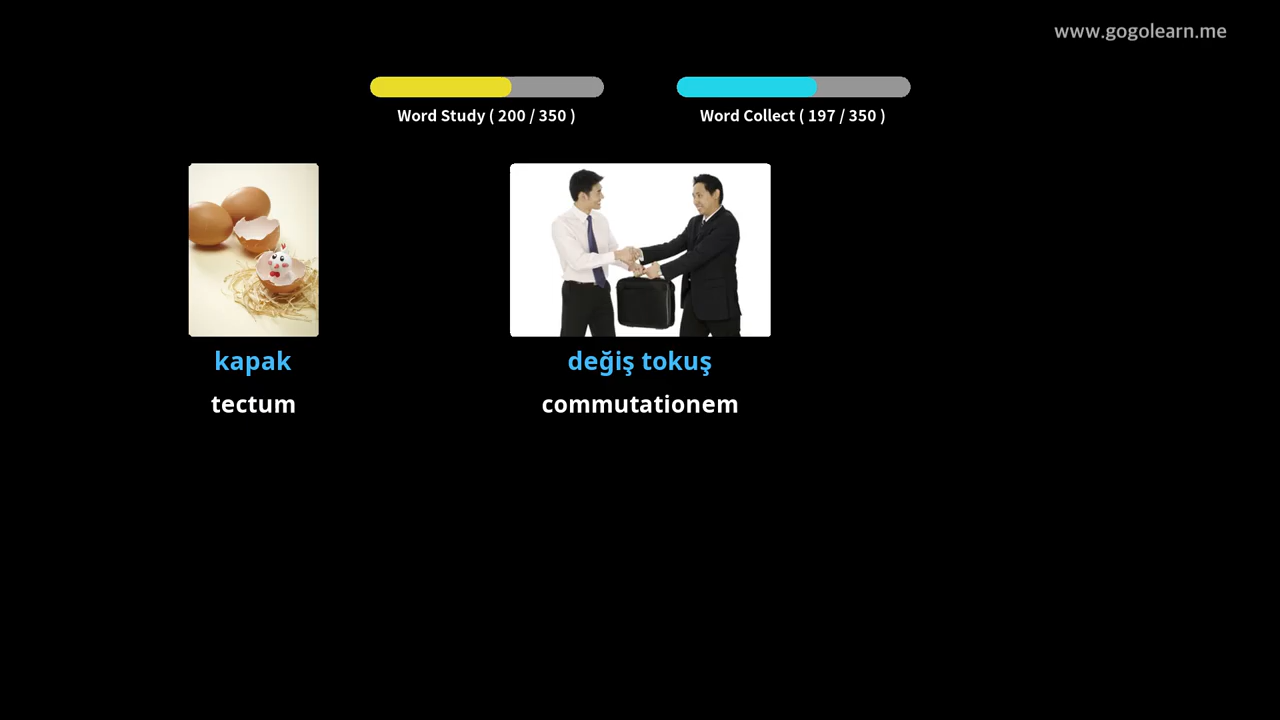 www.gogolearn.me
Word Study ( 200 / 350 )
Word Collect ( 197 / 350 )
kapak
değiş tokuş
tectum
commutationem